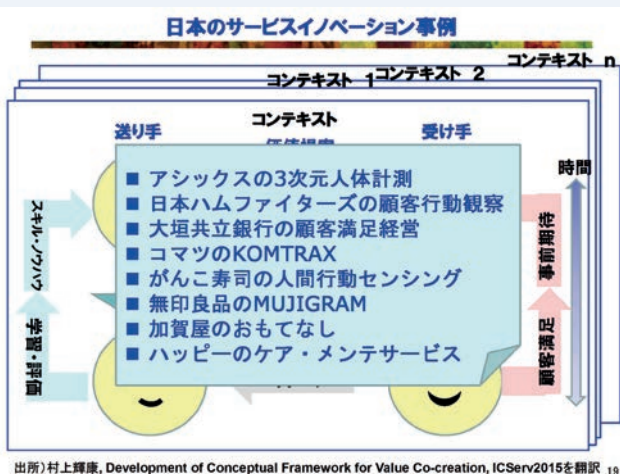 日本のサービスイノベーション事例
コンテキスト n
コンテキスト 2
コンテキスト 1
コンテキスト
送り手
価値提案
受け手
時間
スキル・ノウハウ
学習・評価
■ アシックスの3次元人体計測
■ 日本ハムファイターズの顧客行動観察
■ 大垣共立銀行の顧客満足経営
■ コマツのKOMTRAX
■ がんこ寿司の人間行動センシング
■ 無印良品のMUJIGRAM
■ 加賀屋のおもてなし
■ ハッピーのケア・メンテサービス
事前期待
顧客満足
出所）村上輝康, Development of Conceptual Framework for Value Co-creation, ICServ2015を翻訳
19